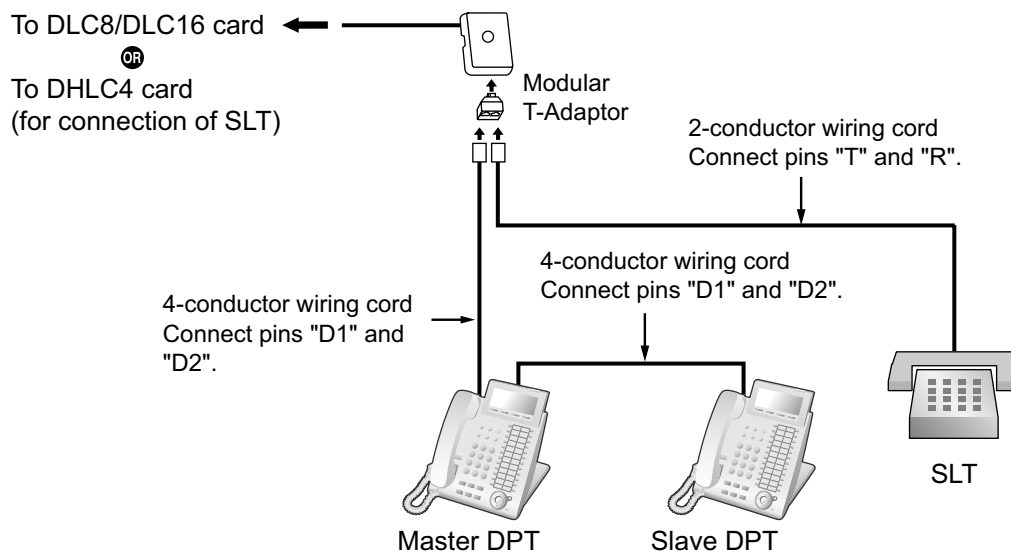 To DLC8/DLC16 card
OR
To DHLC4 card
(for connection of SLT)
Modular
T-Adaptor
2-conductor wiring cord
Connect pins "T" and "R".
4-conductor wiring cord
Connect pins "D1" and "D2".
4-conductor wiring cord
Connect pins "D1" and
"D2".
SLT
Master DPT
Slave DPT